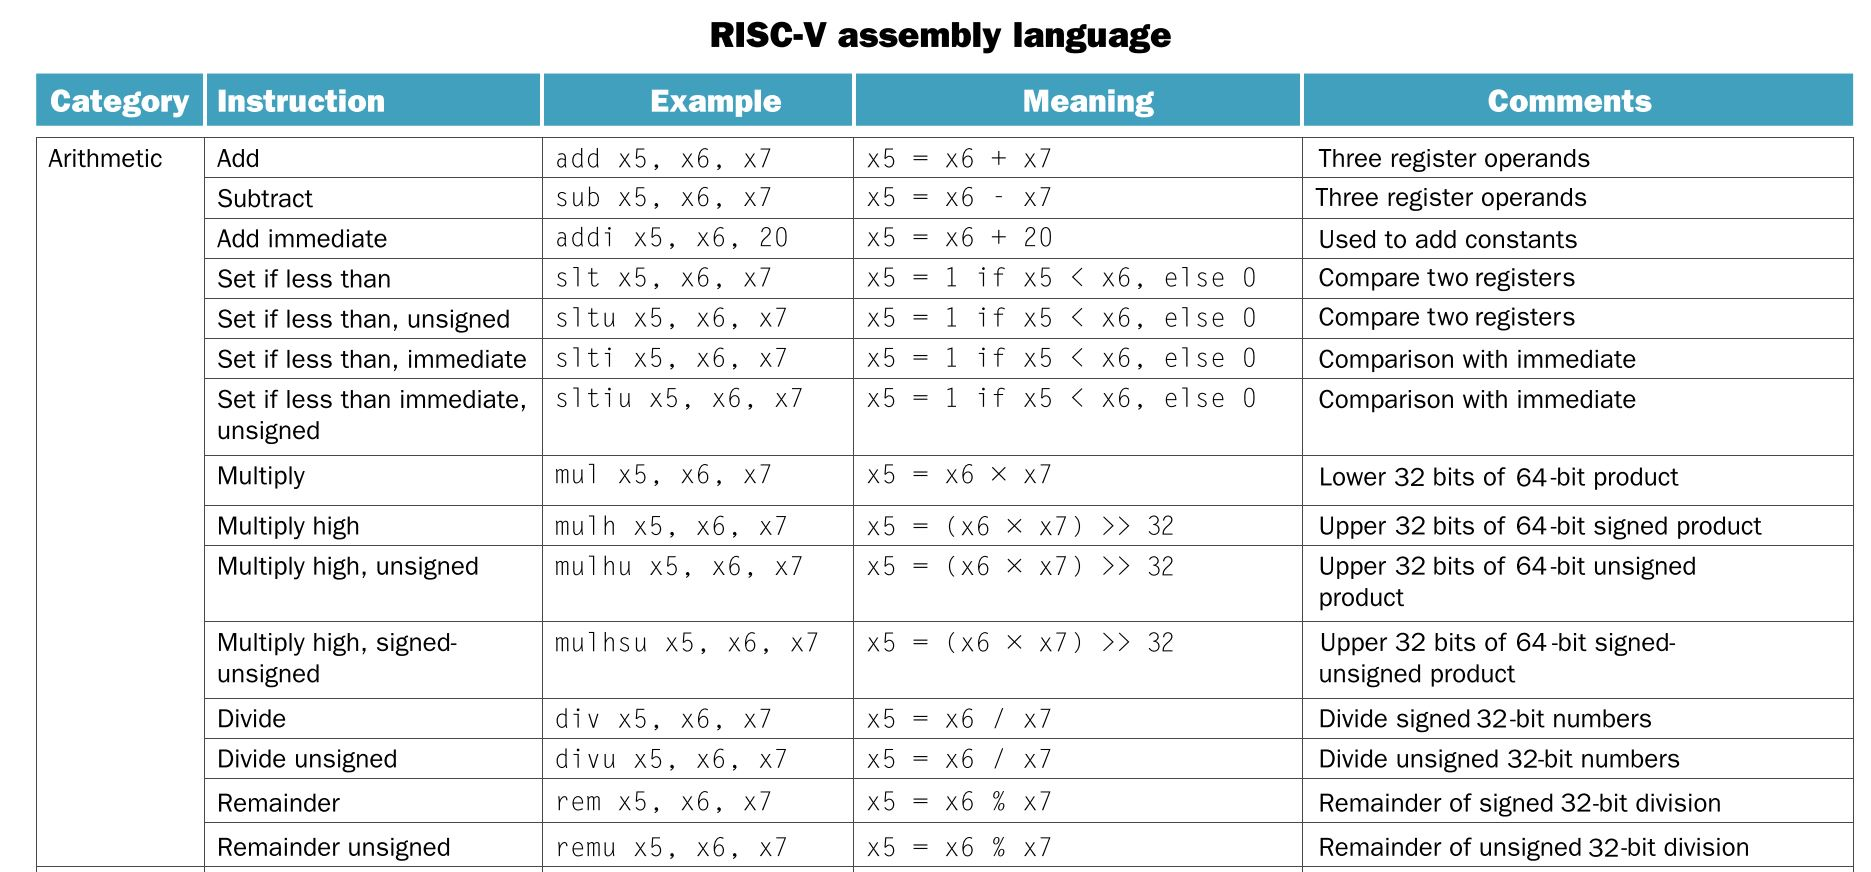 RISC-V assembly language
Category Instruction Example Meaning Comments
Arithmetic Add add x5, x6, x7 x5 = x6 + x7 Three register operands
Subtract sub x5, x6, x7 x5 = x6 - x7 Three register operands
Add immediate addi x5, x6, 20 x5 = x6 + 20 Used to add constants
Set if less than slt x5, x6, x7 x5 = 1 if x5 < x6, else 0 Compare two registers
Set if less than, unsigned sltu x5, x6, x7 x5 = 1 if x5 < x6, else 0 Compare two registers
Set if less than, immediate slti x5, x6, x7 x5 = 1 if x5 < x6, else 0 Comparison with immediate
Set if less than immediate, sltiu x5, x6, x7 x5 = 1 if x5 < x6, else 0 Comparison with immediate
unsigned
Multiply mul x5, x6, x7 x5 = x6 × x7 Lower 32 bits of 64-bit product
Multiply high mulh x5, x6, x7 x5 = (x6 × x7) >> 32 Upper 32 bits of 64-bit signed product
Multiply high, unsigned mulhu x5, x6, x7 x5 = (x6 × x7) >> 32 Upper 32 bits of 64-bit unsigned
product
Multiply high, signed- mulhsu x5, x6, x7 x5 = (x6 × x7) >> 32 Upper 32 bits of 64-bit signed-
unsigned unsigned product
Divide div x5, x6, x7 x5 = x6 / x7 Divide signed 32-bit numbers
Divide unsigned divu x5, x6, x7 x5 = x6 / x7 Divide unsigned 32-bit numbers
Remainder rem x5, x6, x7 x5 = x6 % x7 Remainder of signed 32-bit division
Remainder unsigned remu x5, x6, x7 x5 = x6 % x7 Remainder of unsigned 32-bit division